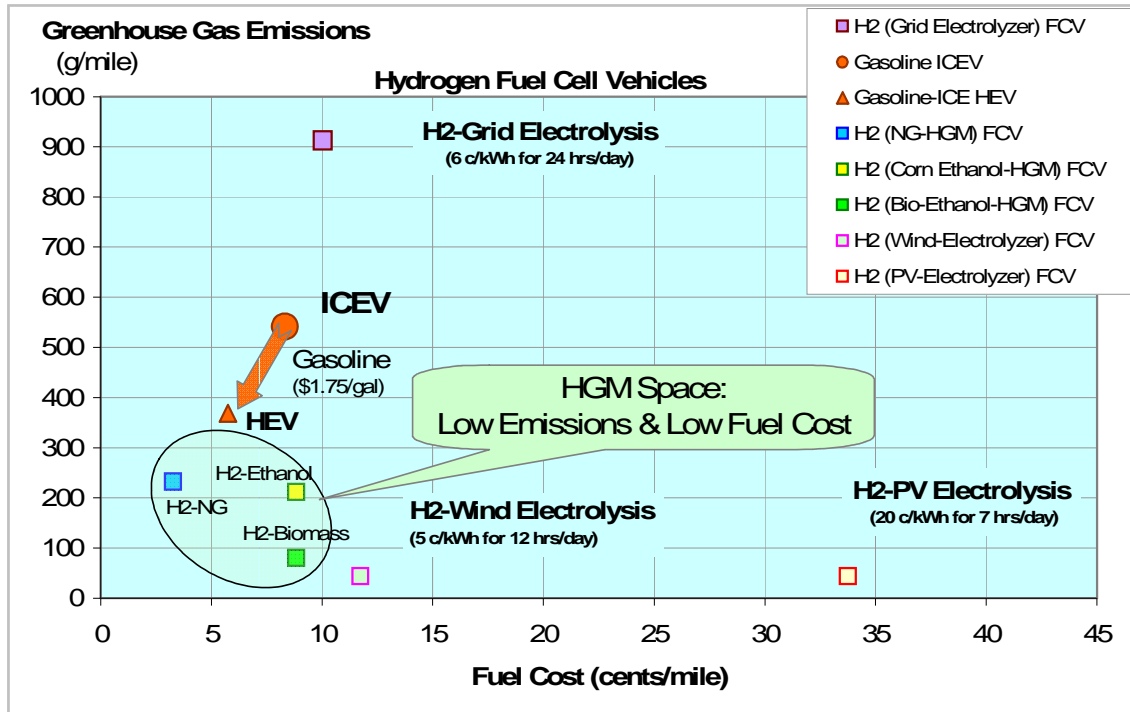 Greenhouse Gas Emissions
(g/mile)
Hydrogen Fuel Cell Vehicles
H2 (Grid Electrolyzer) FCV
Gasoline ICEV
Gasoline-ICE HEV
H2 (NG-HGM) FCV
H2 (Corn Ethanol-HGM) FCV
H2 (Bio-Ethanol-HGM) FCV
H2 (Wind-Electrolyzer) FCV
H2 (PV-Electrolyzer) FCV
1000
900
800
700
600
500
400
300
200
100
0
H2-Grid Electrolysis
(6 c/kWh for 24 hrs/day)
ICEV
Gasoline
($1.75/gal)
HEV
HGM Space:
Low Emissions & Low Fuel Cost
H2-Ethanol
H2-NG
H2-Biomass
H2-Wind Electrolysis
(5 c/kWh for 12 hrs/day)
H2-PV Electrolysis
(20 c/kWh for 7 hrs/day)
0 5 10 15 20 25 30 35 40 45
Fuel Cost (cents/mile)